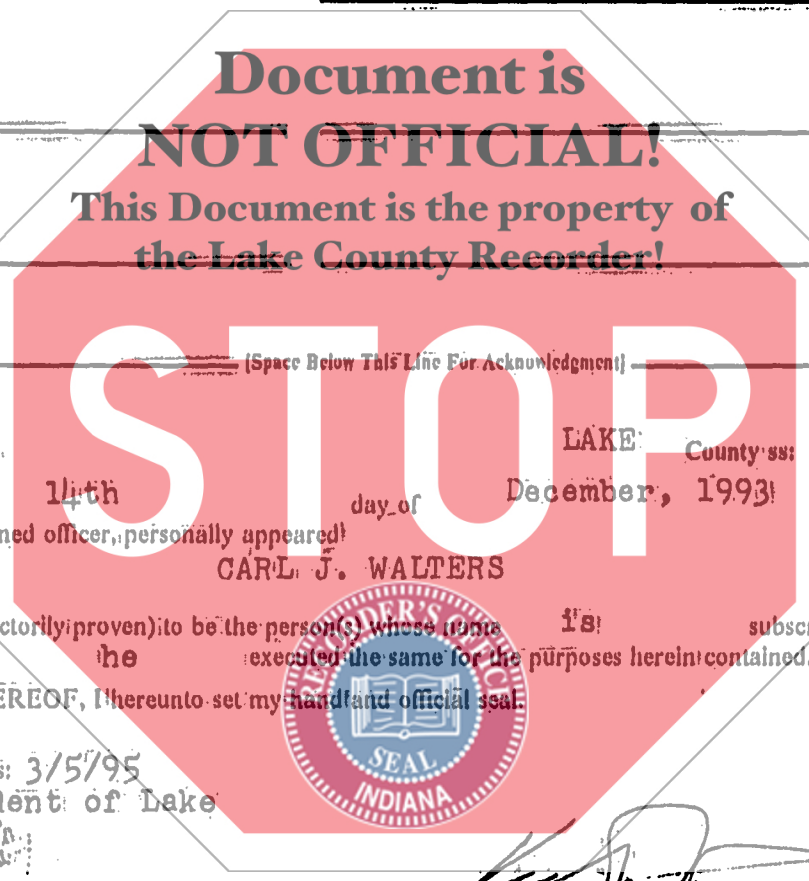 Document is
NOT OFFICIAL!
This Document is the property of
the Lake County Recorder!
STOP
[Space Below This Line For Acknowledgment]
LAKE County ss:
14th day of December, 1993
ned officer, personally appeared
CARL J. WALTERS
ctorily proven) to be the person(s) whose name is subsc
he executed the same for the purposes herein contained.
EREOF, I hereunto set my hand and official seal.
RECORDER'S OFFICE
SEAL
INDIANA
s: 3/5/95
dent of Lake